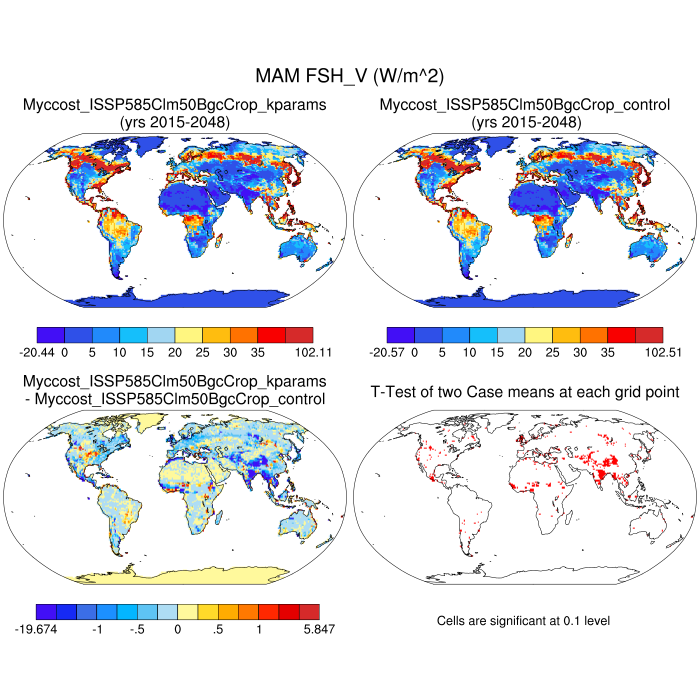 MAM FSH_V (W/m^2)
Myccost_ISSP585Clm50BgcCrop_kparams
(yrs 2015-2048)
Myccost_ISSP585Clm50BgcCrop_control
(yrs 2015-2048)
-20.44 0 5 10 15 20 25 30 35 102.11
-20.57 0 5 10 15 20 25 30 35 102.51
Myccost_ISSP585Clm50BgcCrop_kparams
- Myccost_ISSP585Clm50BgcCrop_control
T-Test of two Case means at each grid point
-19.674 -1 -.5 0 .5 1 5.847
Cells are significant at 0.1 level